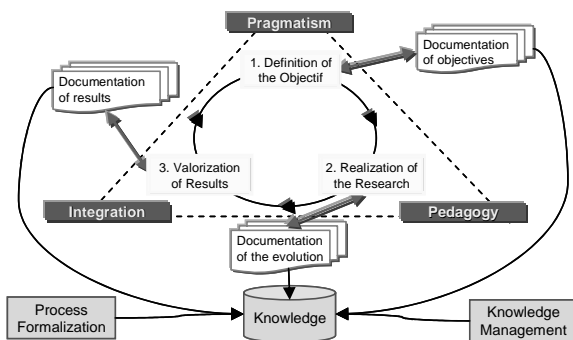 Pragmatism
1. Definition of
the Objectif
Documentation
of objectives
Documentation
of results
3. Valorization
of Results
2. Realization of
the Research
Integration
Pedagogy
Documentation
of the evolution
Process
Formalization
Knowledge
Knowledge
Management